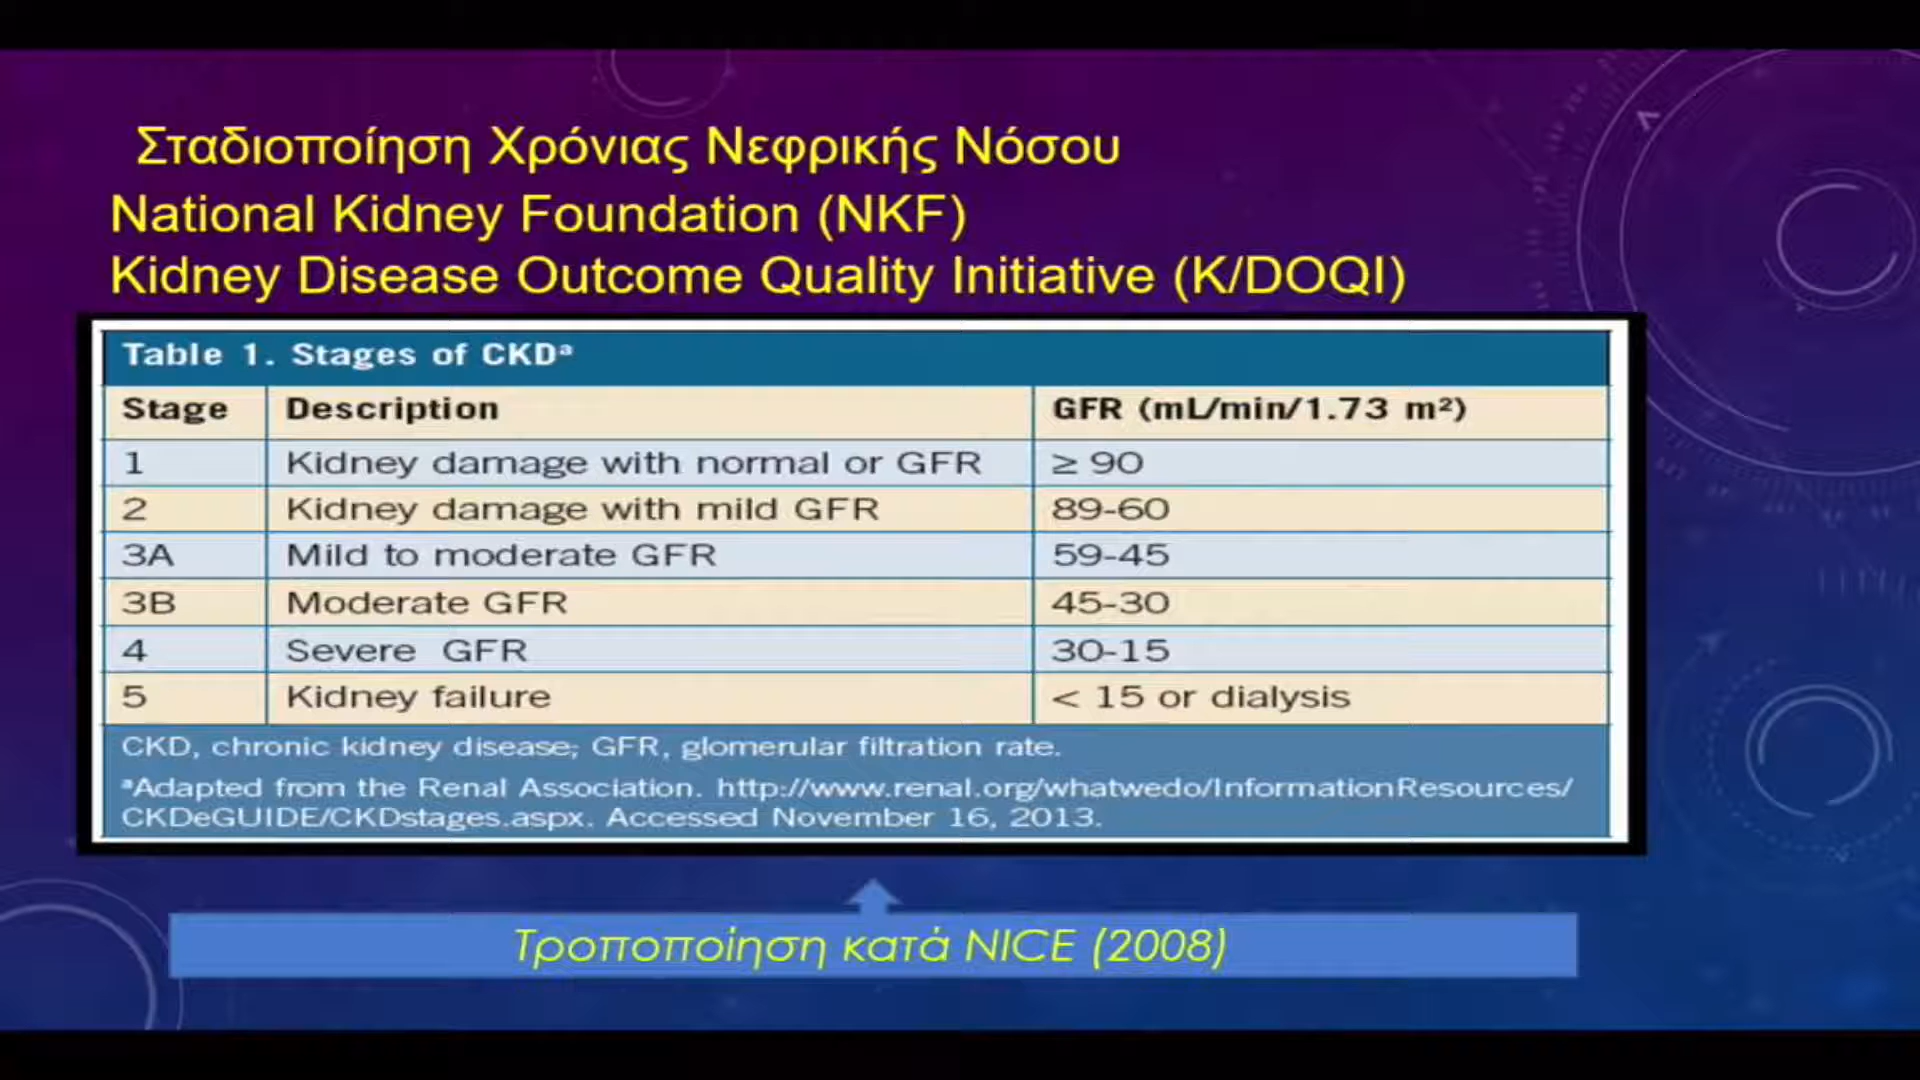 Σταδιοποίηση Χρόνιας Νεφρικής Νόσου
National Kidney Foundation (NKF)
Kidney Disease Outcome Quality Initiative (K/DOQI)
Table 1. Stages of CKDᵃ
Stage Description GFR (mL/min/1.73 m²)
1 Kidney damage with normal or GFR ≥ 90
2 Kidney damage with mild GFR 89-60
3A Mild to moderate GFR 59-45
3B Moderate GFR 45-30
4 Severe GFR 30-15
5 Kidney failure < 15 or dialysis
CKD, chronic kidney disease; GFR, glomerular filtration rate.
ᵃAdapted from the Renal Association. http://www.renal.org/whatwedo/InformationResources/
CKDeGUIDE/CKDstages.aspx. Accessed November 16, 2013.
Τροποποίηση κατά NICE (2008)